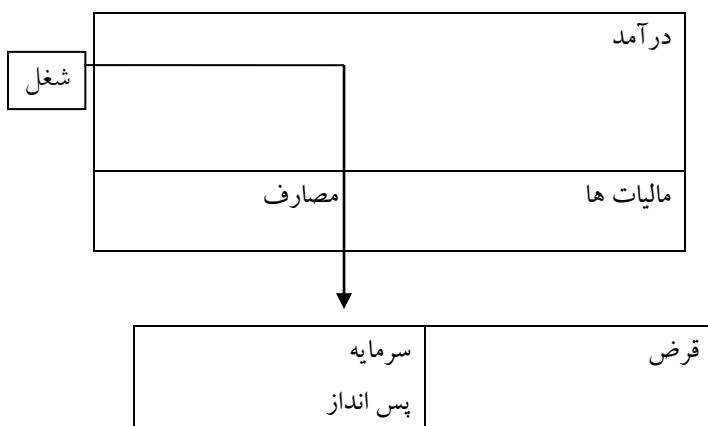 درآمد
شغل
مالیات ها
مصارف
قرض
سرمایه
پس انداز